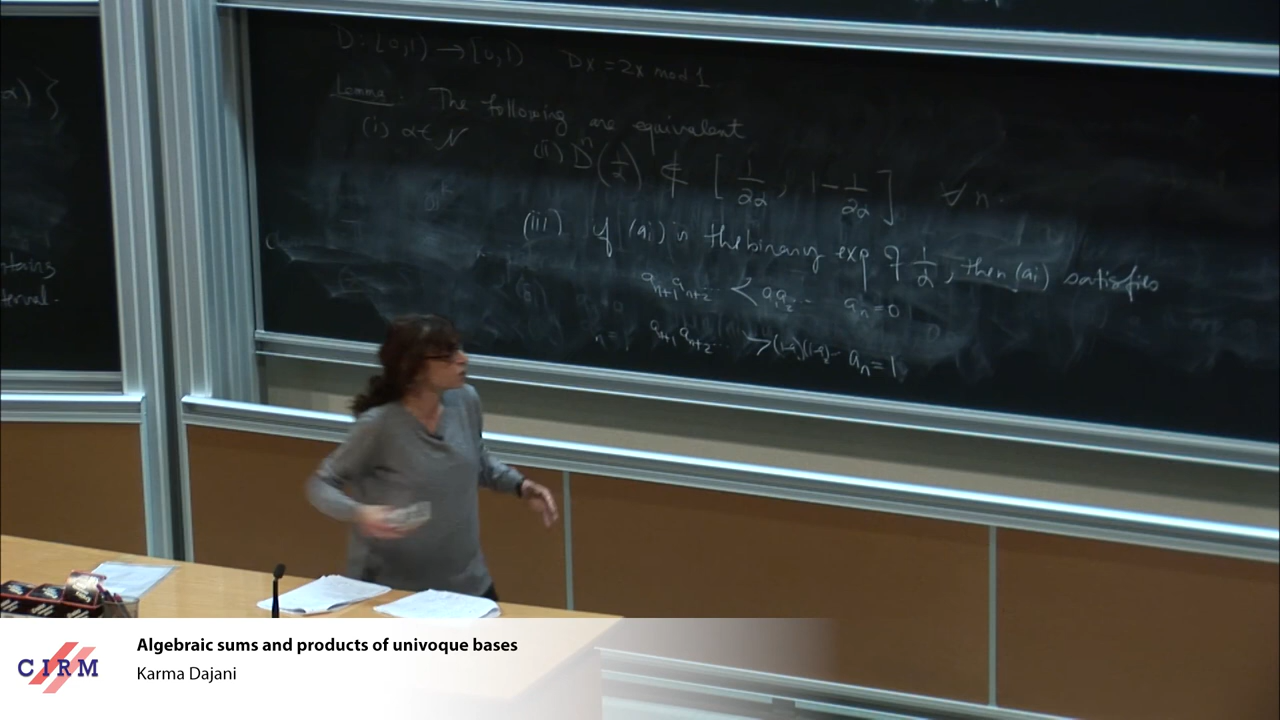 α) }
ntains
terval.
D : [0,1) → [0,1) Dx = 2x mod 1
Lemma : The following are equivalent
(i) α ∈ N
(ii) Dⁿ(1/α) ∉ [1/2α, 1 - 1/2α] ∀ n.
(iii) if (ai) is the binary exp of 1/α, then (ai) satisfies
aₙ₊₁aₙ₊₂... < a₁a₂... aₙ=0
aₙ₊₁aₙ₊₂... > (1-a₁)(1-a₂)... aₙ=1
CIRM
Algebraic sums and products of univoque bases
Karma Dajani